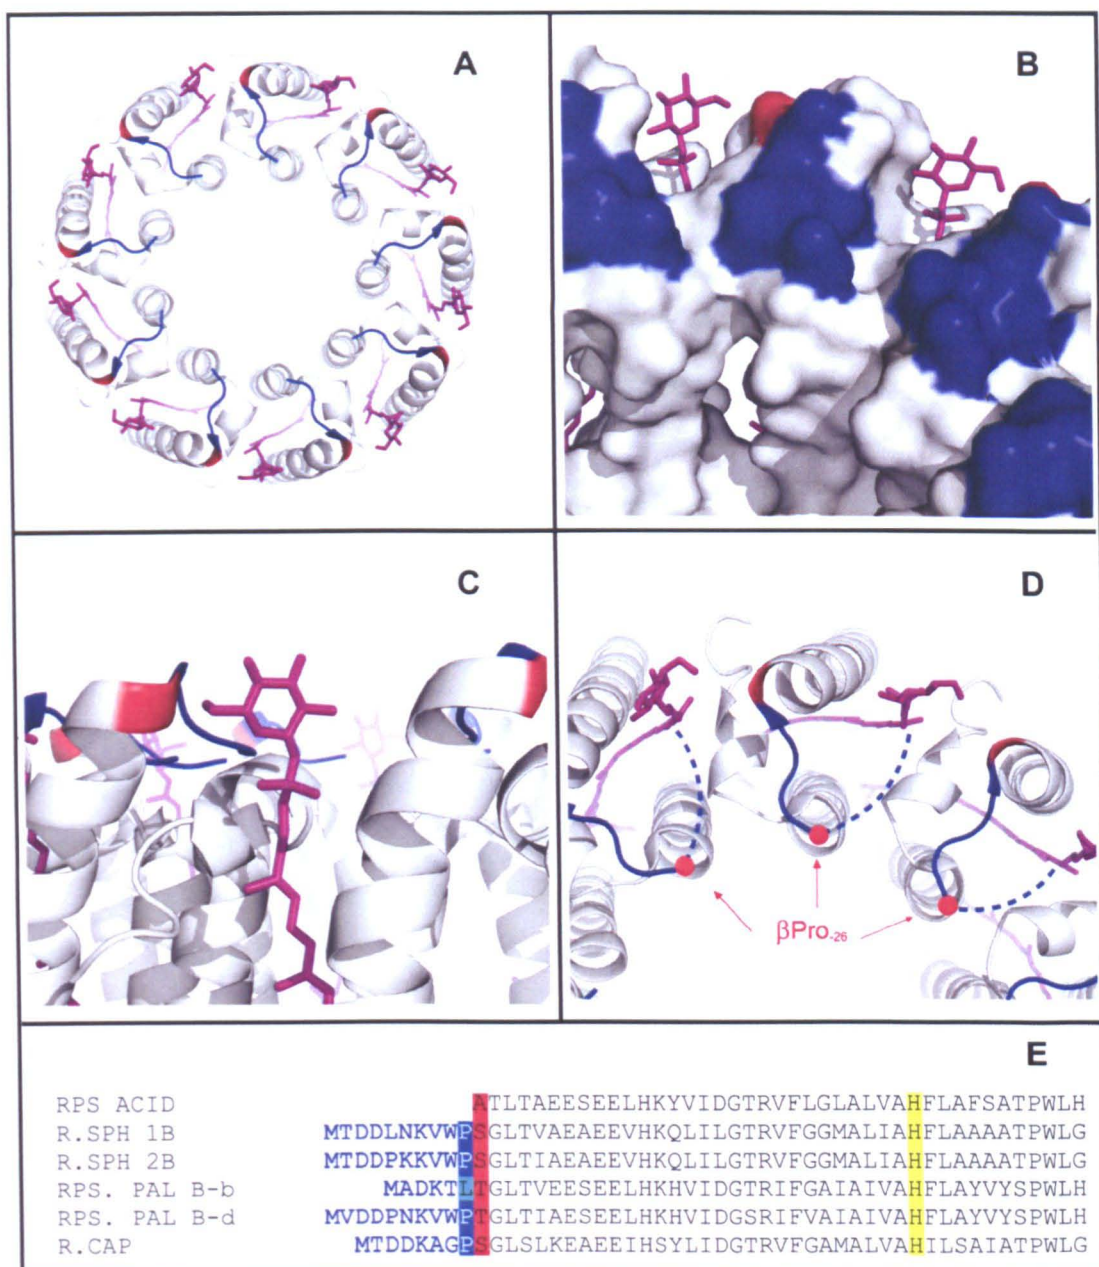 A
B
C
D
βPro-26
E
RPS ACID ATLTAEESEELHKYVIDGTRVFLGLALVAHFLAFSATPWLH
R.SPH 1B MTDDLNKVWPSGLTVAEAEEVHKQLILGTRVFGGMALIAHFLAAAATPWLG
R.SPH 2B MTDDPKKVWPSGLTIAEAEEVHKQLILGTRVFGGMALIAHFLAAAATPWLG
RPS. PAL B-b MADKTLTGLTVEESEELHKHVIDGTRIFGAIAIVAHFLAYVYSPWLH
RPS. PAL B-d MVDDPNKVWPTGLTIAESEELHKHVIDGSRIFVAIAIVAHFLAYVYSPWLH
R.CAP MTDDKAGPSGLSLKEAEEIHSYLIDGTRVFGAMALVAHILSAIATPWLG